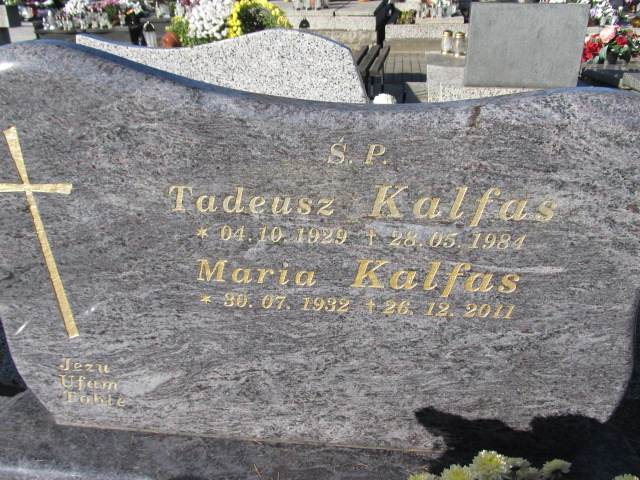 Ś. P.
Tadeusz Kalfas
* 04. 10. 1929 † 28. 05. 1984
Maria Kalfas
* 30. 07. 1932 † 26. 12. 2011
Jezu
Ufam
Tobie